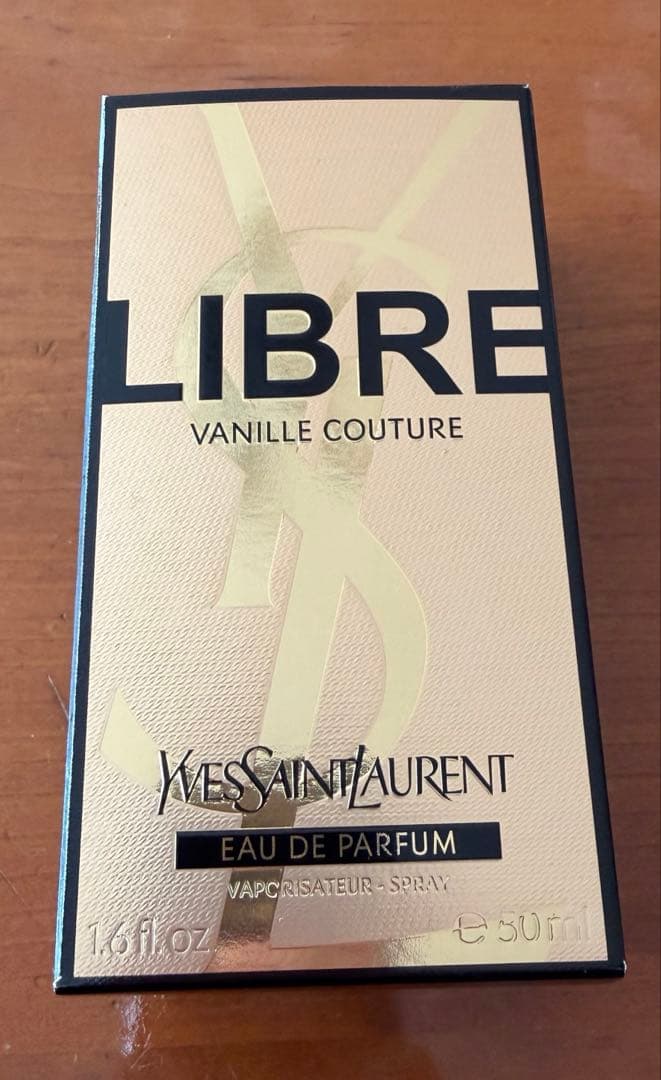 LIBRE
VANILLE COUTURE
YVESSAINTLAURENT
EAU DE PARFUM
VAPORISATEUR - SPRAY
1.6 fl. oz. ℮ 50 ml